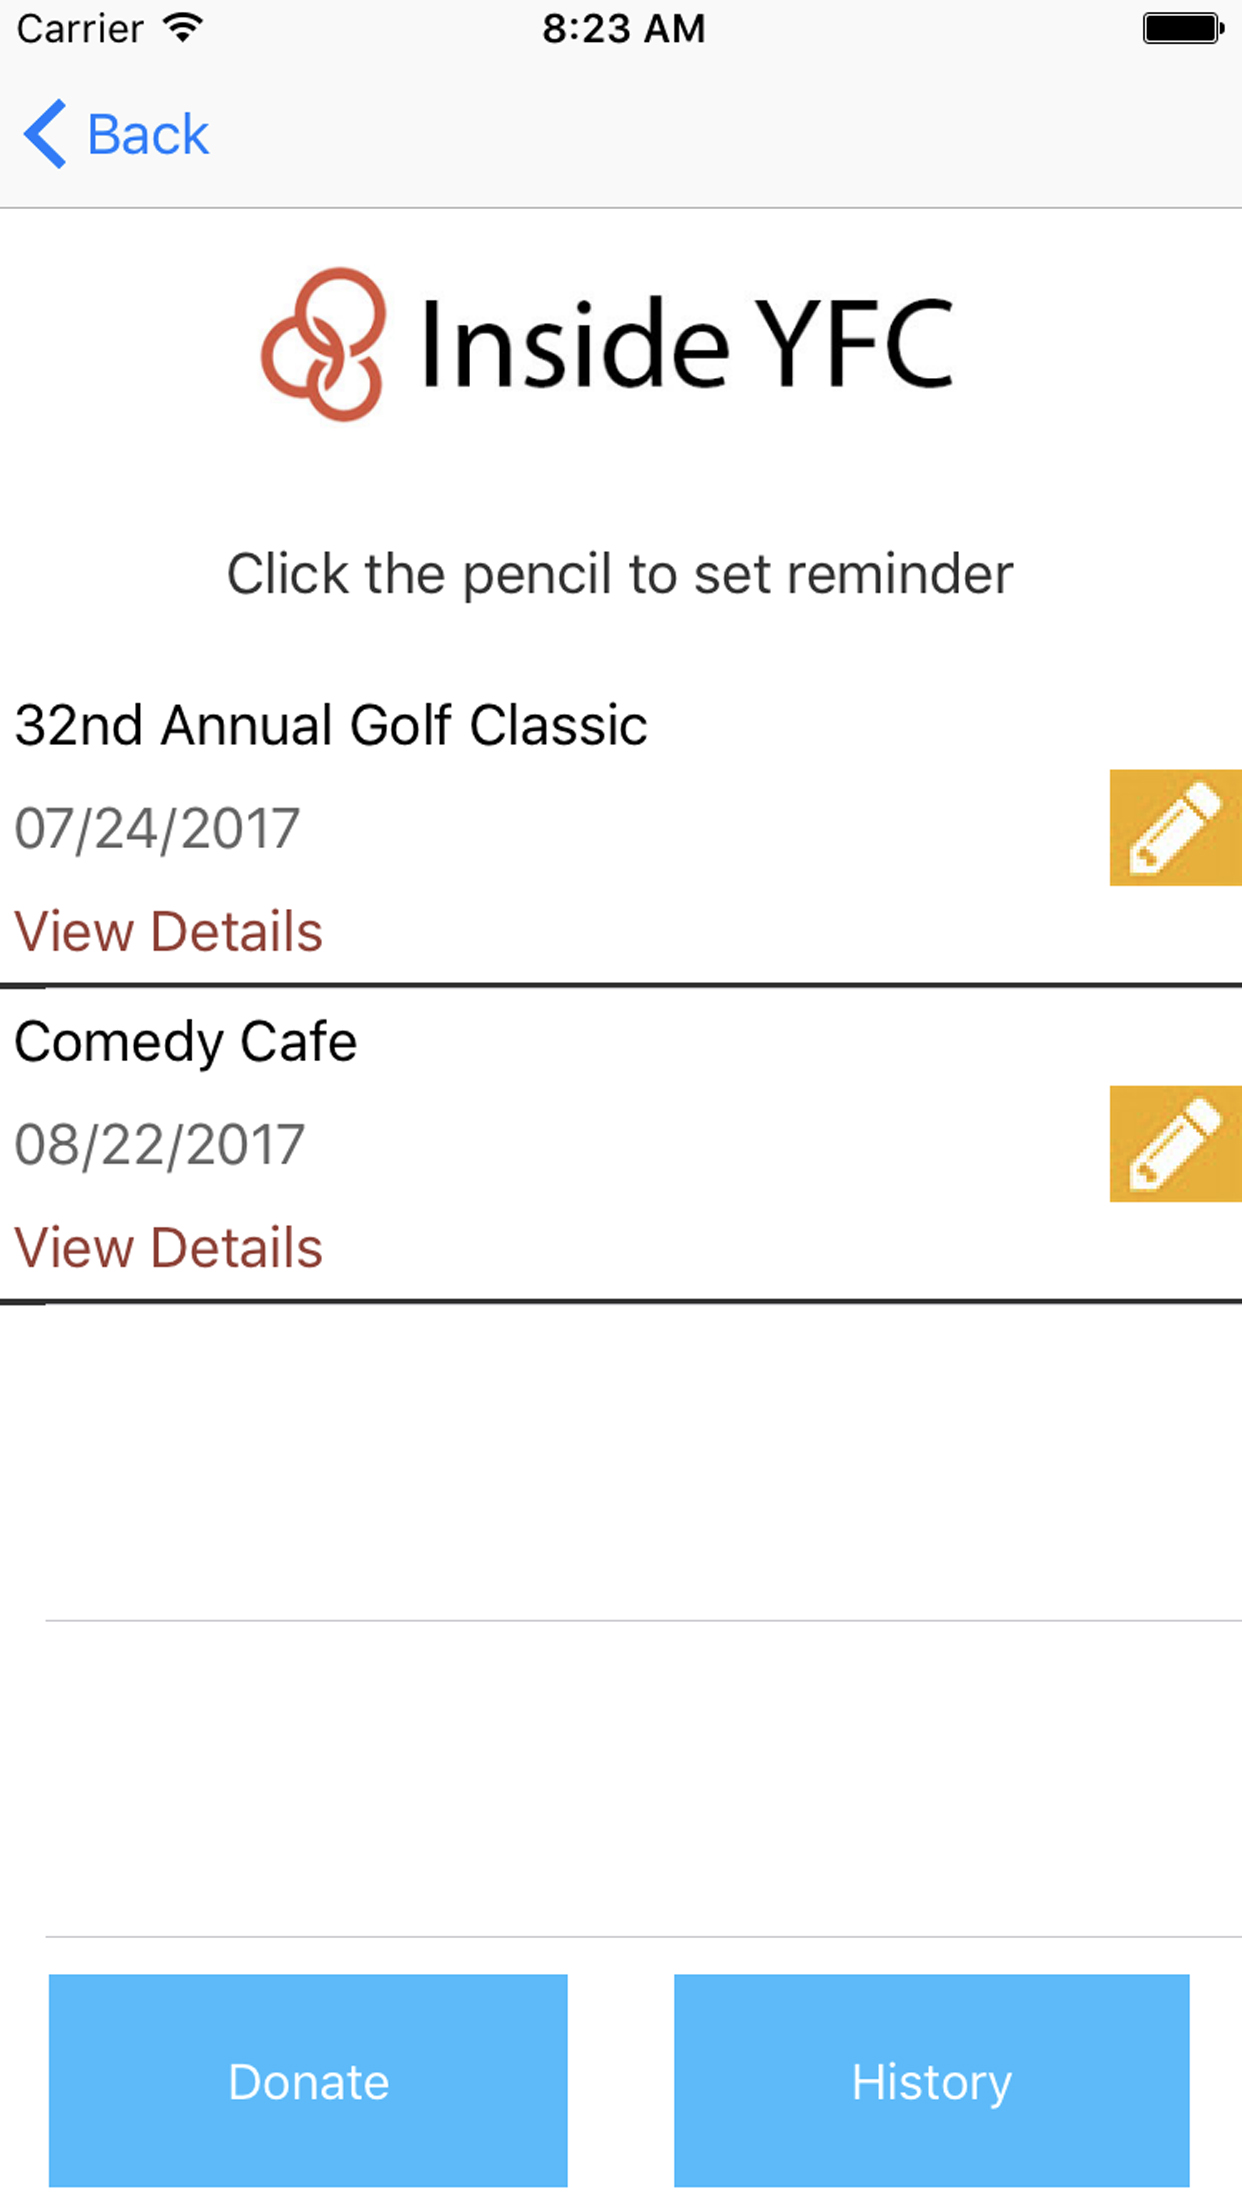 Carrier 8:23 AM
Back
Inside YFC
Click the pencil to set reminder
32nd Annual Golf Classic
07/24/2017
View Details
Comedy Cafe
08/22/2017
View Details
Donate History